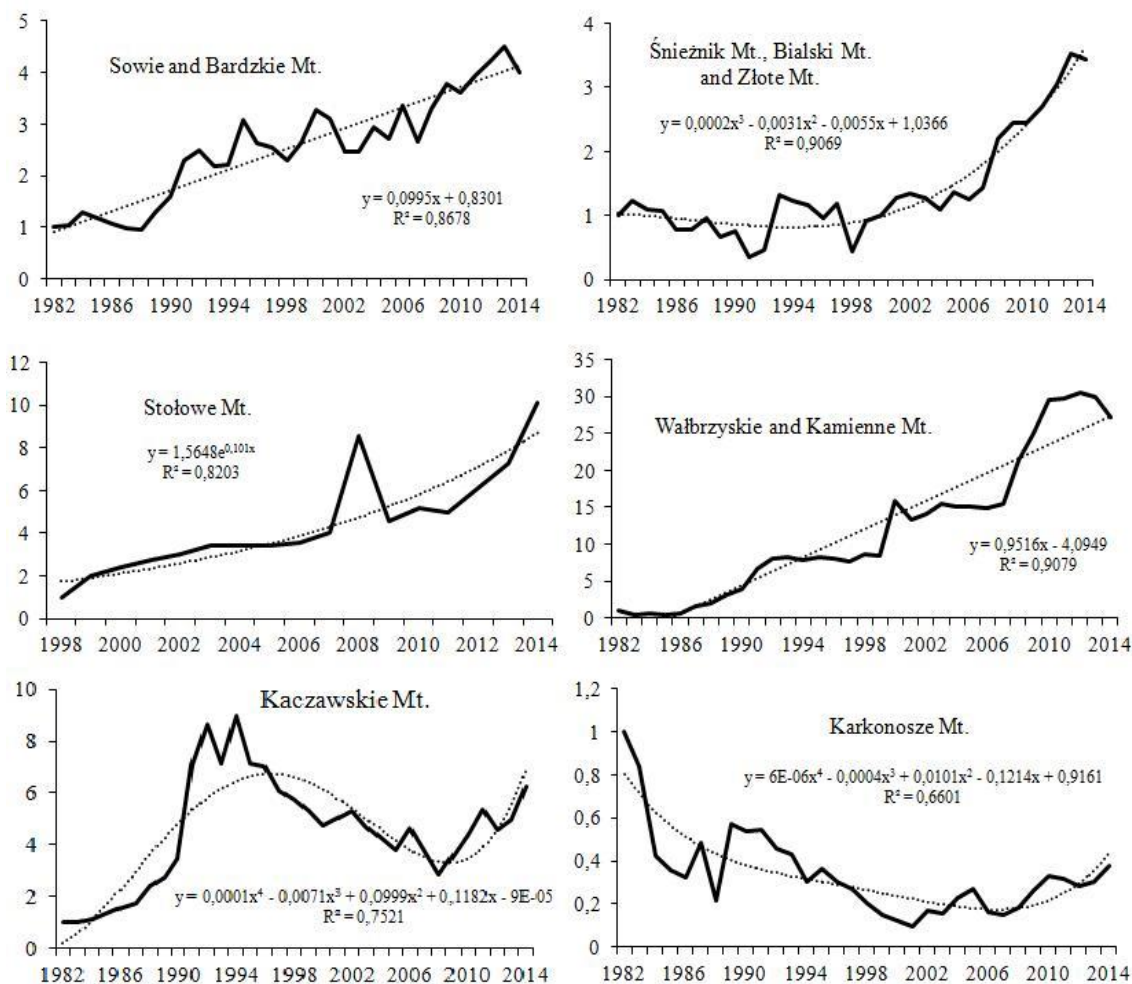 5
4
3
2
1
0
Sowie and Bardzkie Mt.
y = 0,0995x + 0,8301
R² = 0,8678
1982 1986 1990 1994 1998 2002 2006 2010 2014
4
3
2
1
0
Śnieżnik Mt., Bialski Mt.
and Złote Mt.
y = 0,0002x³ - 0,0031x² - 0,0055x + 1,0366
R² = 0,9069
1982 1986 1990 1994 1998 2002 2006 2010 2014
12
10
8
6
4
2
0
Stołowe Mt.
y = 1,5648e^0,101x
R² = 0,8203
1998 2000 2002 2004 2006 2008 2010 2012 2014
35
30
25
20
15
10
5
0
Wałbrzyskie and Kamienne Mt.
y = 0,9516x - 4,0949
R² = 0,9079
1982 1986 1990 1994 1998 2002 2006 2010 2014
10
8
6
4
2
0
Kaczawskie Mt.
y = 0,0001x⁴ - 0,0071x³ + 0,0999x² + 0,1182x - 9E-05
R² = 0,7521
1982 1986 1990 1994 1998 2002 2006 2010 2014
1,2
1
0,8
0,6
0,4
0,2
0
Karkonosze Mt.
y = 6E-06x⁴ - 0,0004x³ + 0,0101x² - 0,1214x + 0,9161
R² = 0,6601
1982 1986 1990 1994 1998 2002 2006 2010 2014